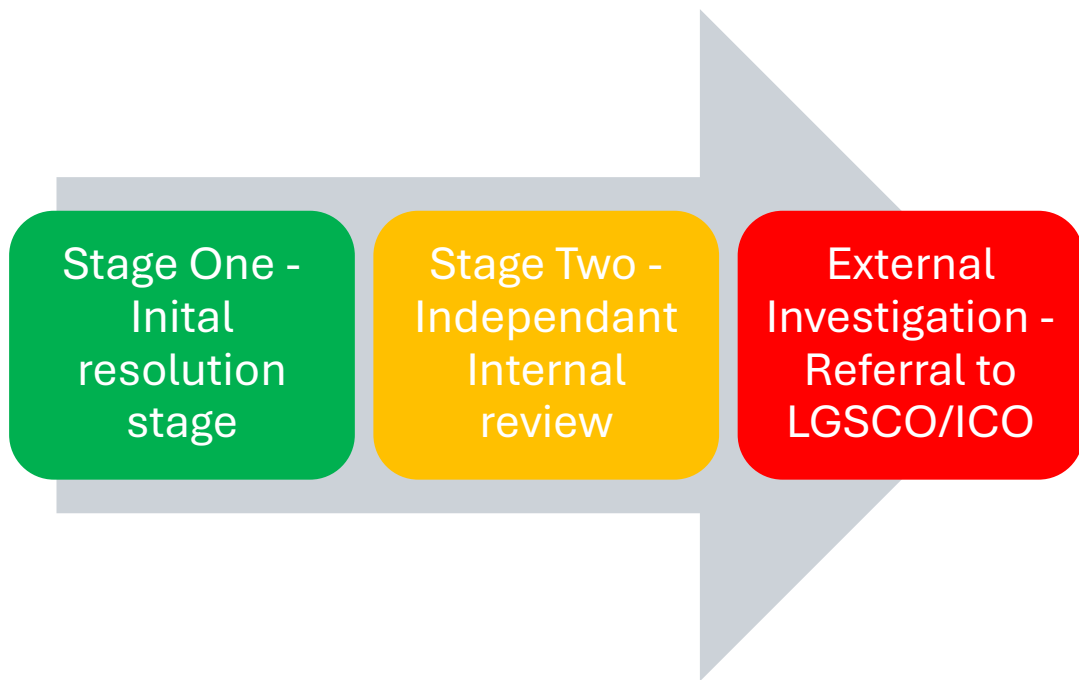 Stage One -
Inital
resolution
stage
Stage Two -
Independant
Internal
review
External
Investigation -
Referral to
LGSCO/ICO